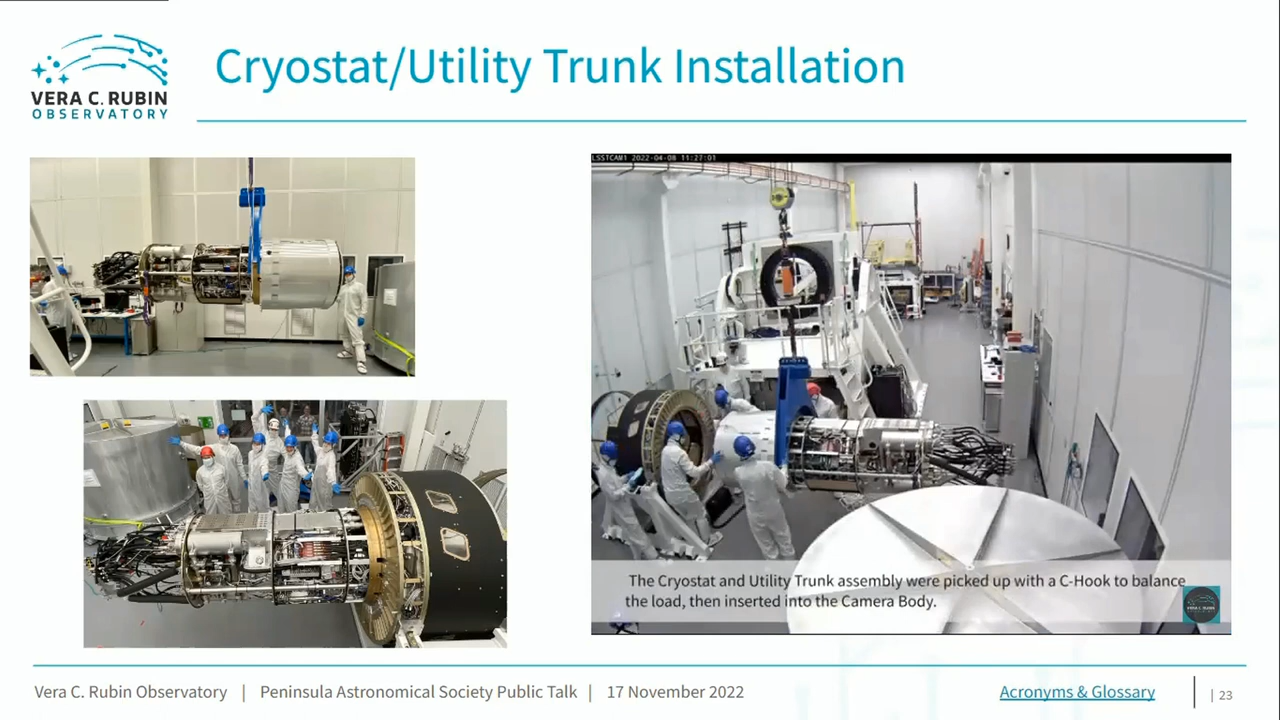 VERA C. RUBIN
OBSERVATORY
Cryostat/Utility Trunk Installation
LSSTCAM1 2022-04-08 11:27:01
The Cryostat and Utility Trunk assembly were picked up with a C-Hook to balance
the load, then inserted into the Camera Body.
Vera C. Rubin Observatory | Peninsula Astronomical Society Public Talk | 17 November 2022
Acronyms & Glossary
| 23